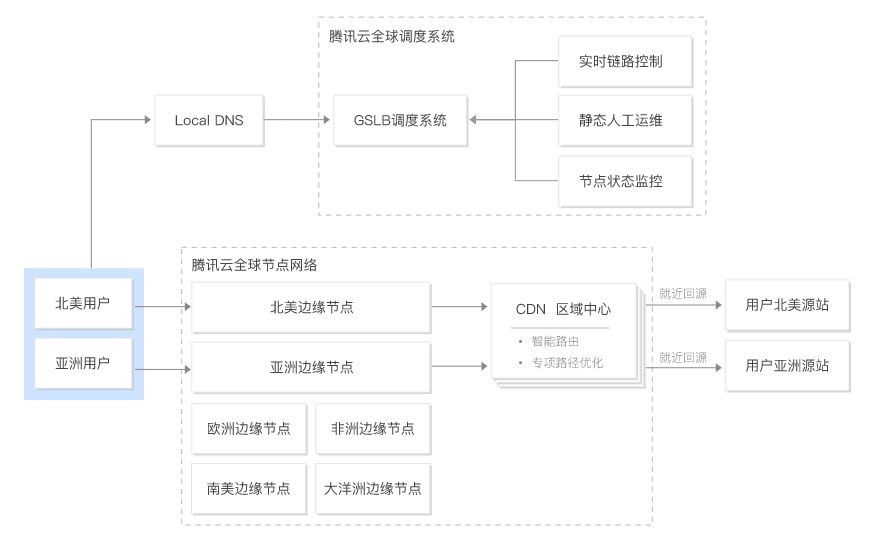 腾讯云全球调度系统
实时链路控制
Local DNS
GSLB调度系统
静态人工运维
节点状态监控
腾讯云全球节点网络
北美用户
北美边缘节点
CDN 区域中心
智能路由
专项路径优化
就近回源
用户北美源站
亚洲用户
亚洲边缘节点
就近回源
用户亚洲源站
欧洲边缘节点
非洲边缘节点
南美边缘节点
大洋洲边缘节点